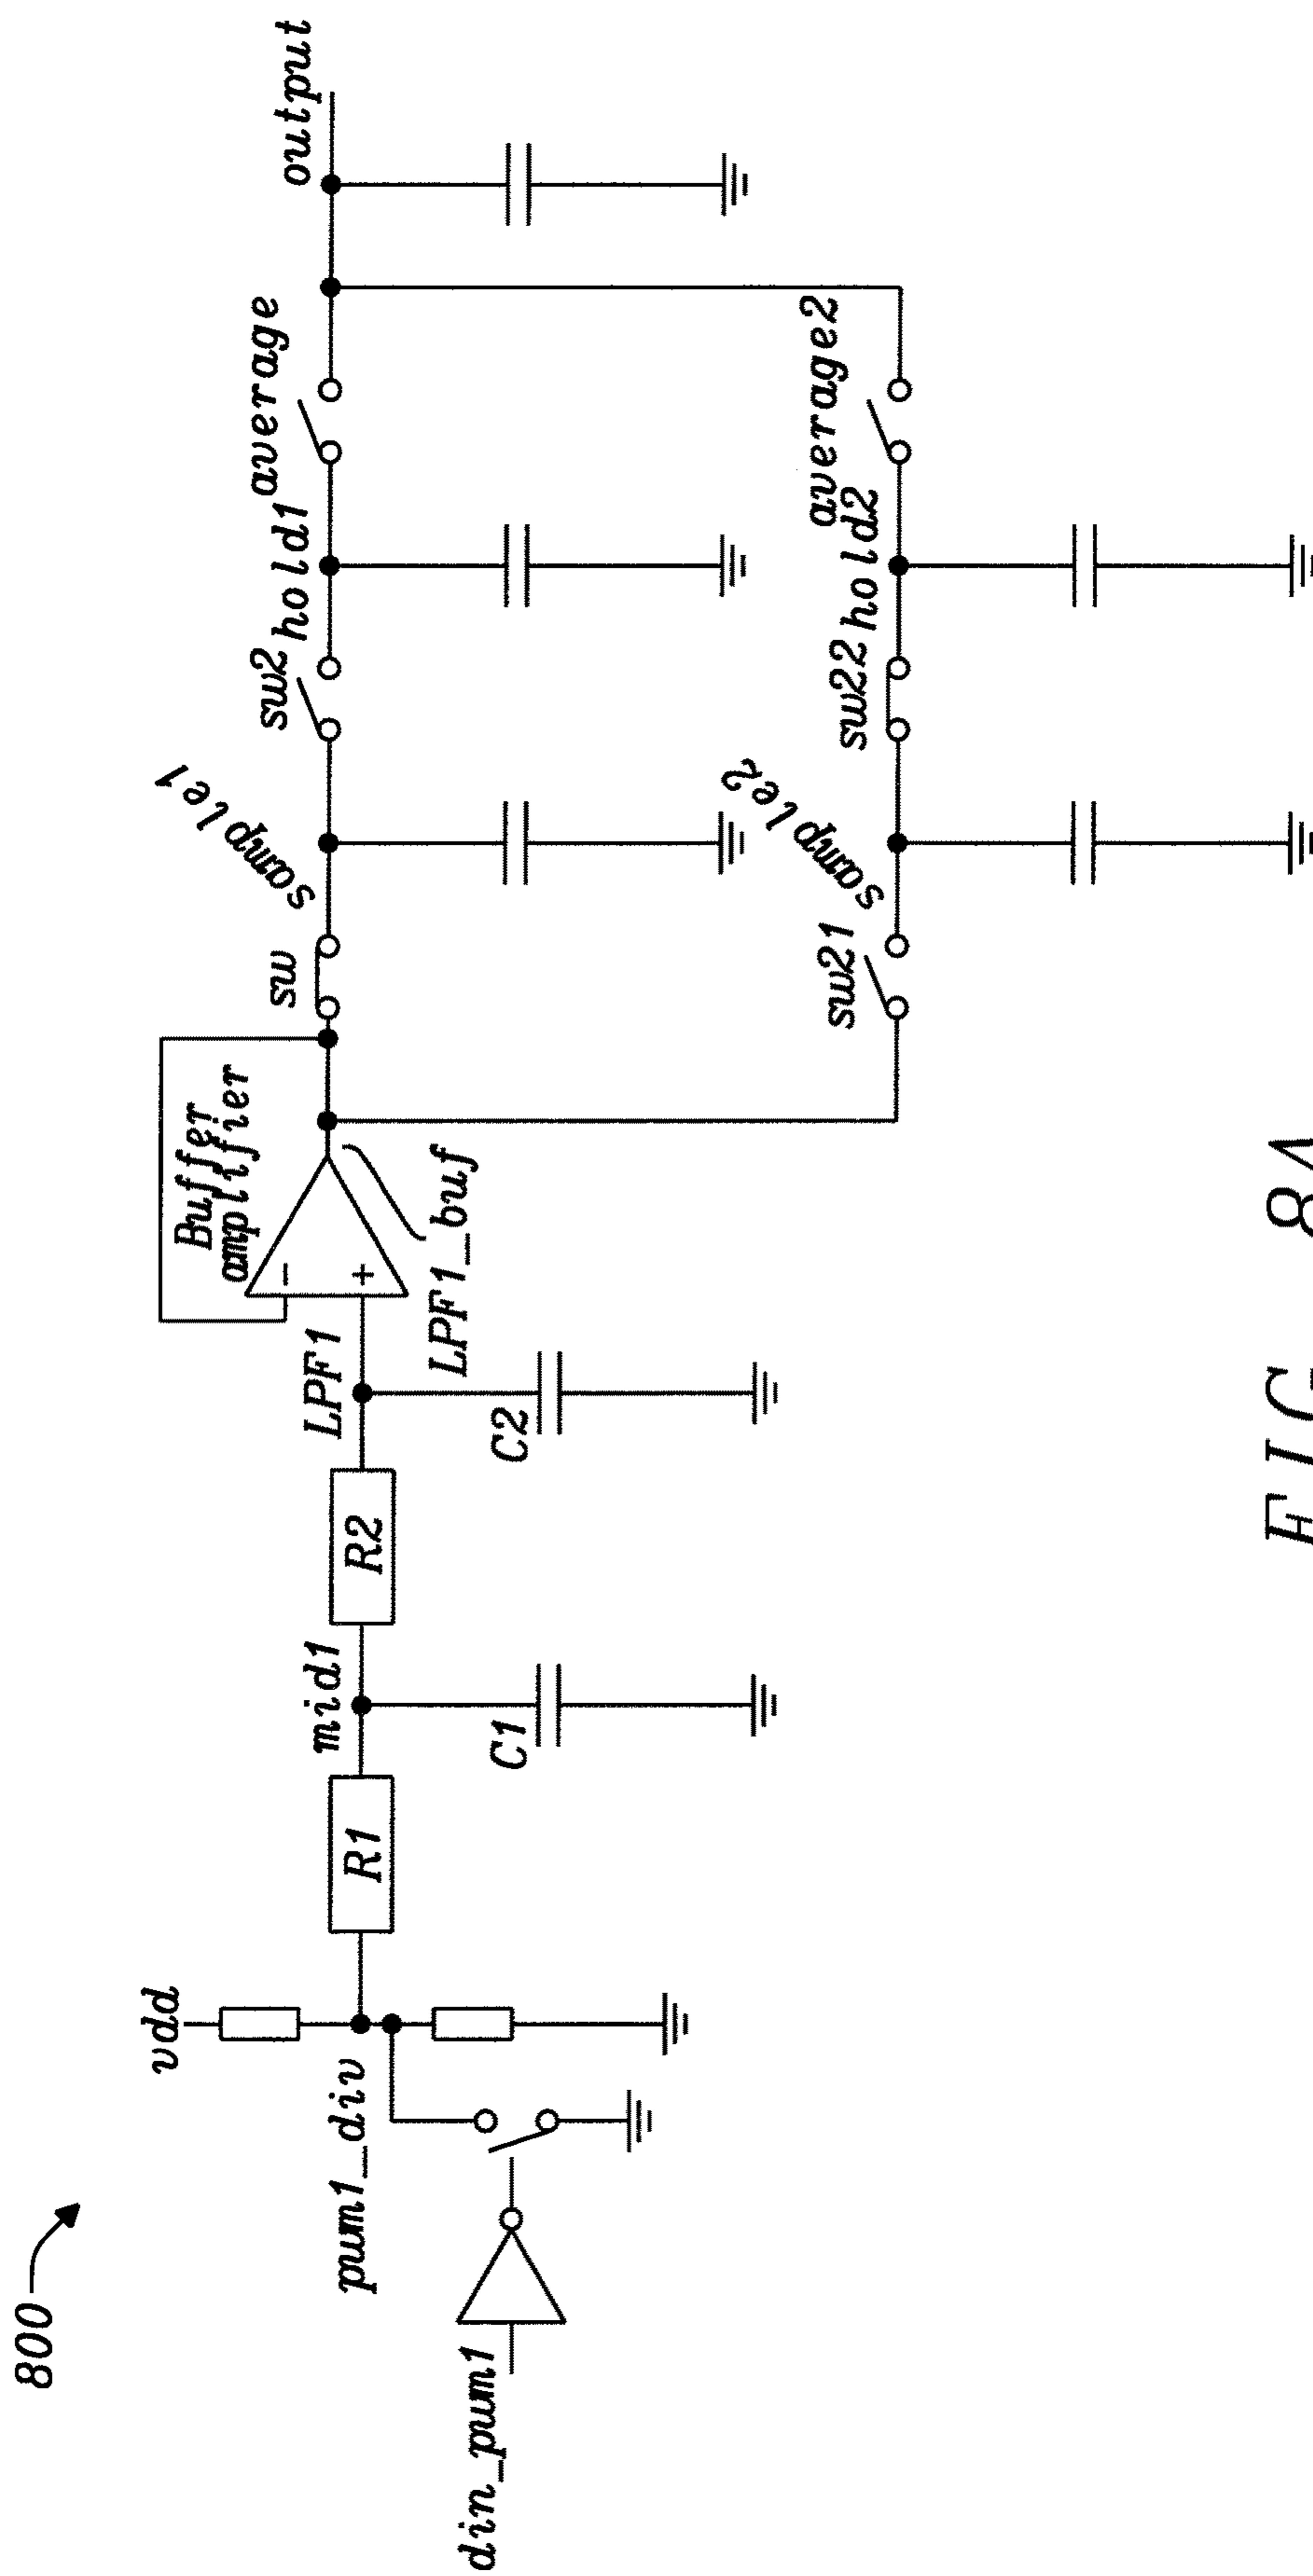 800
din_pwm1
pwm1_div
vdd
R1
mid1
C1
R2
LPF1
C2
Buffer
amplifier
LPF1_buf
sw
sample1
sw2
hold1
average
output
sw21
sample2
sw22
hold2
average2
-
+
FIG. 8A